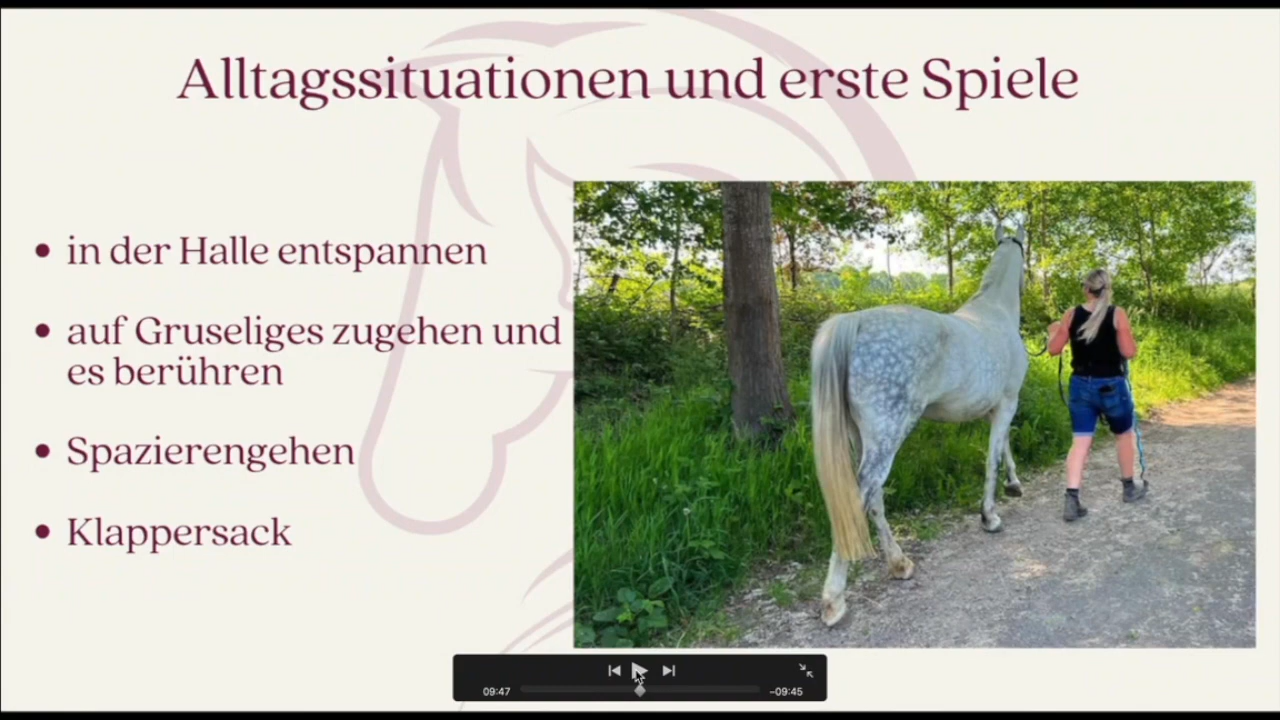 Alltagssituationen und erste Spiele
• in der Halle entspannen
• auf Gruseliges zugehen und
es berühren
• Spazierengehen
• Klappersack
09:47
−09:45